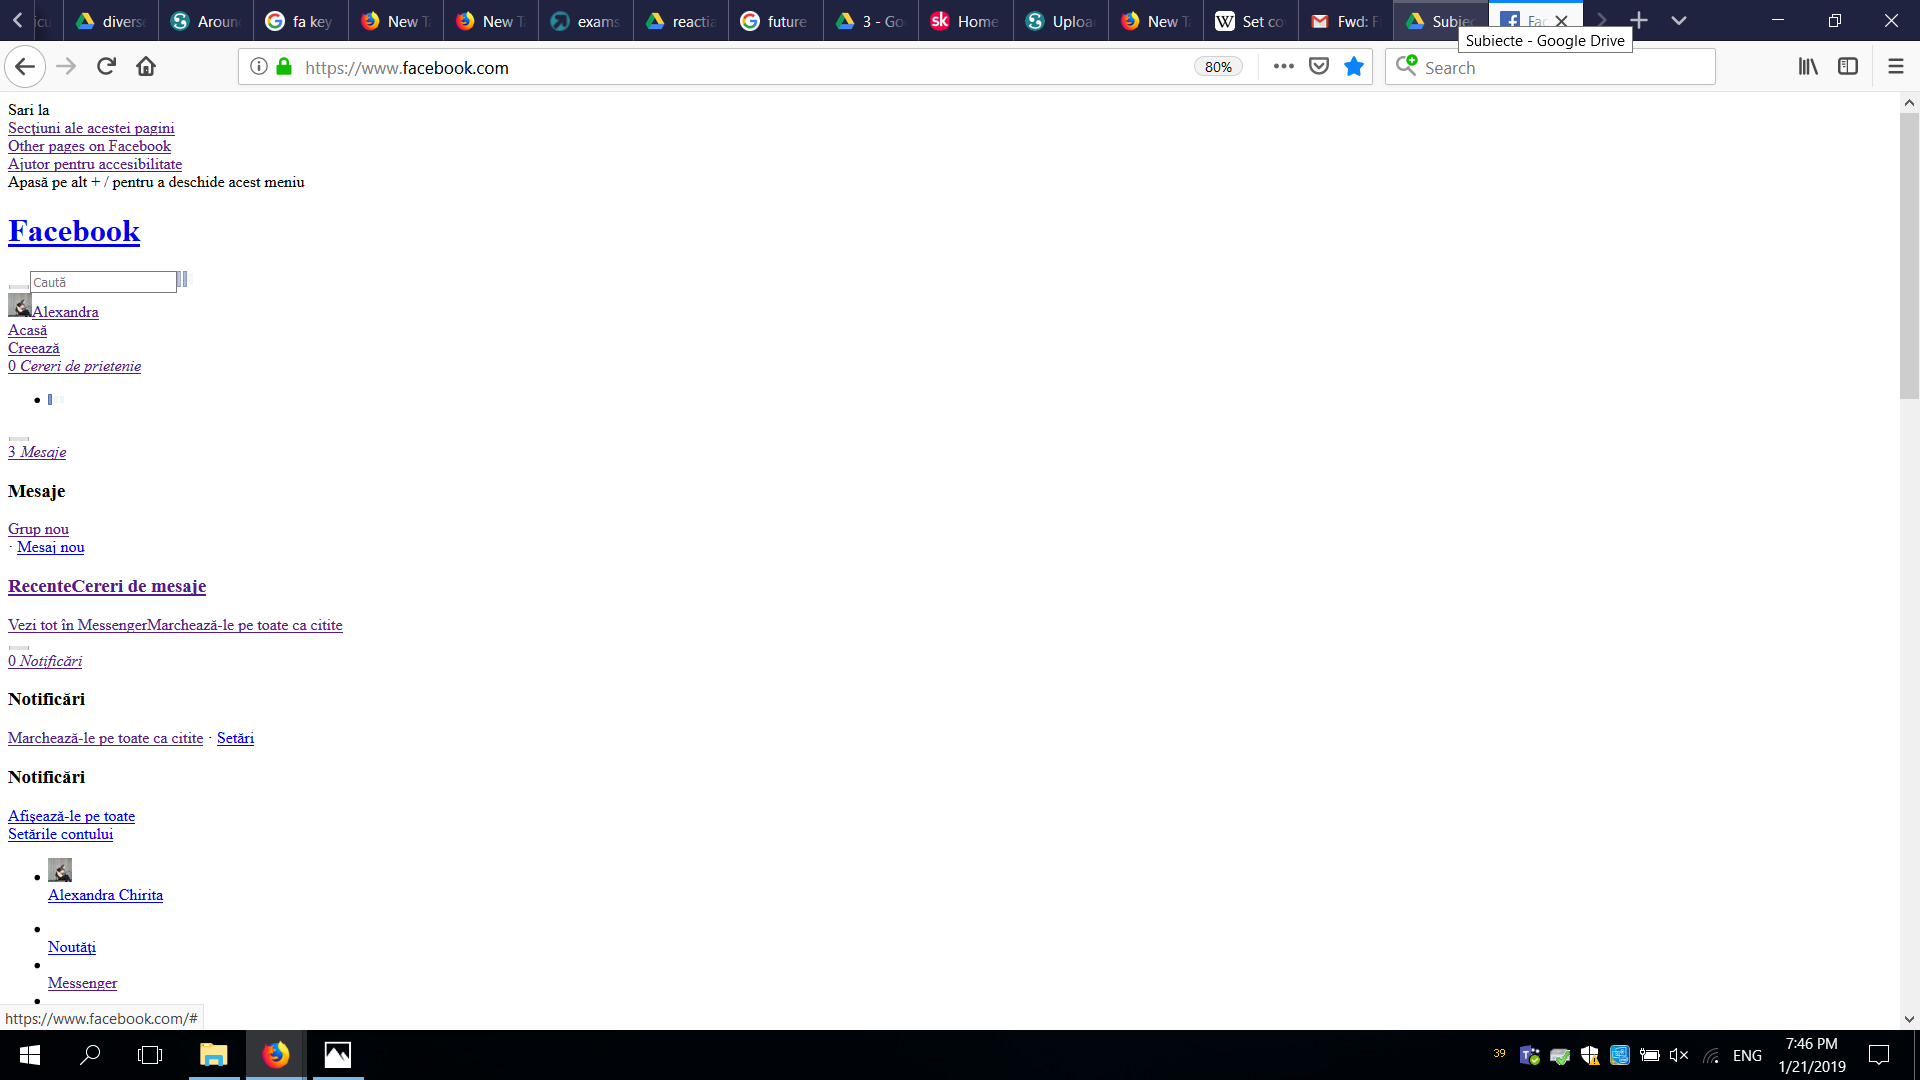 divers
Aroun
fa key
New T
New T
exams
reactia
future
3 - Go
Home
Uploa
New T
Set co
Fwd: F
Subiec
Fac
Subiecte - Google Drive
https://www.facebook.com
80%
Search
Sari la
Secţiuni ale acestei pagini
Other pages on Facebook
Ajutor pentru accesibilitate
Apasă pe alt + / pentru a deschide acest meniu
Facebook
Caută
Alexandra
Acasă
Creează
0 Cereri de prietenie
3 Mesaje
Mesaje
Grup nou
· Mesaj nou
RecenteCereri de mesaje
Vezi tot în MessengerMarchează-le pe toate ca citite
0 Notificări
Notificări
Marchează-le pe toate ca citite · Setări
Notificări
Afişează-le pe toate
Setările contului
Alexandra Chirita
Noutăţi
Messenger
https://www.facebook.com/#
39
ENG
7:46 PM
1/21/2019